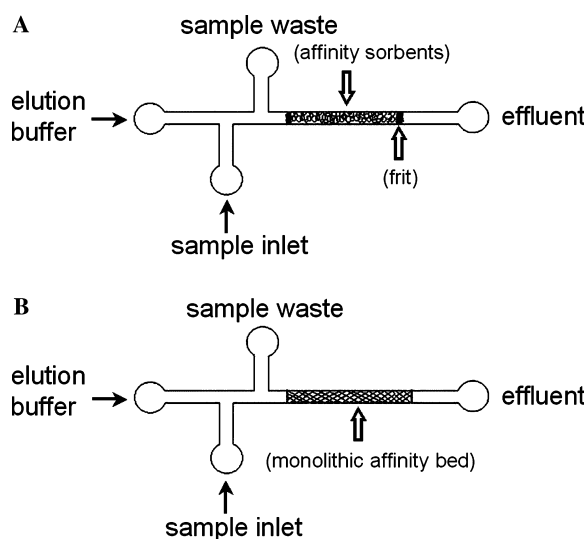 A
sample waste
(affinity sorbents)
elution
buffer
effluent
(frit)
sample inlet
B
sample waste
elution
buffer
effluent
(monolithic affinity bed)
sample inlet